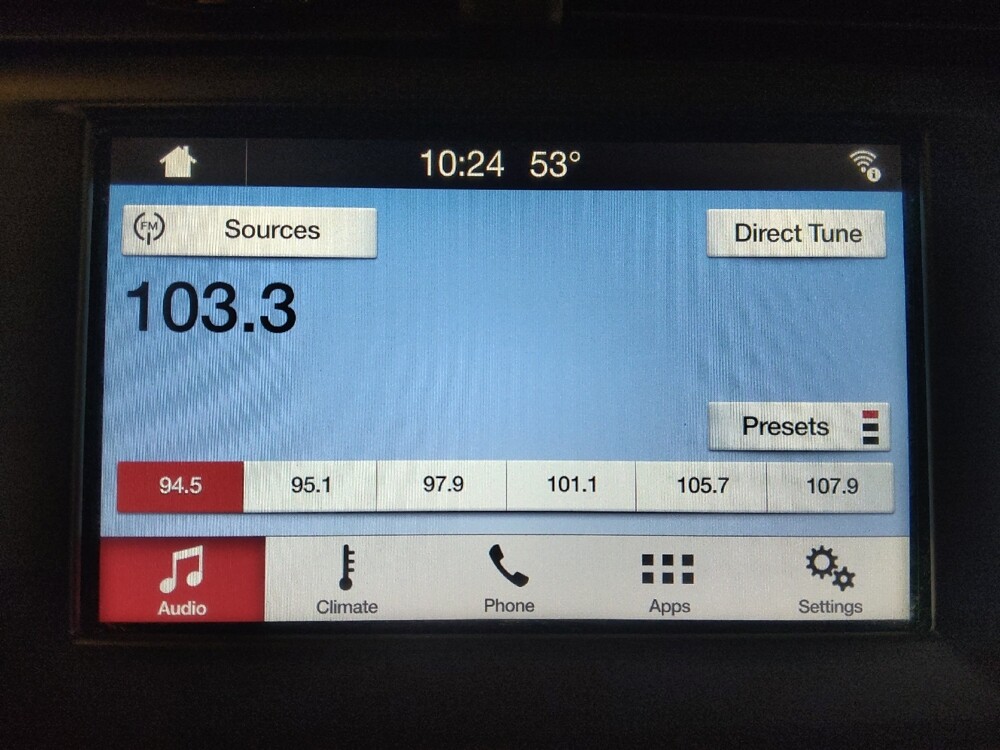 10:24 53°
FM Sources Direct Tune
103.3
Presets
94.5 95.1 97.9 101.1 105.7 107.9
Audio Climate Phone Apps Settings